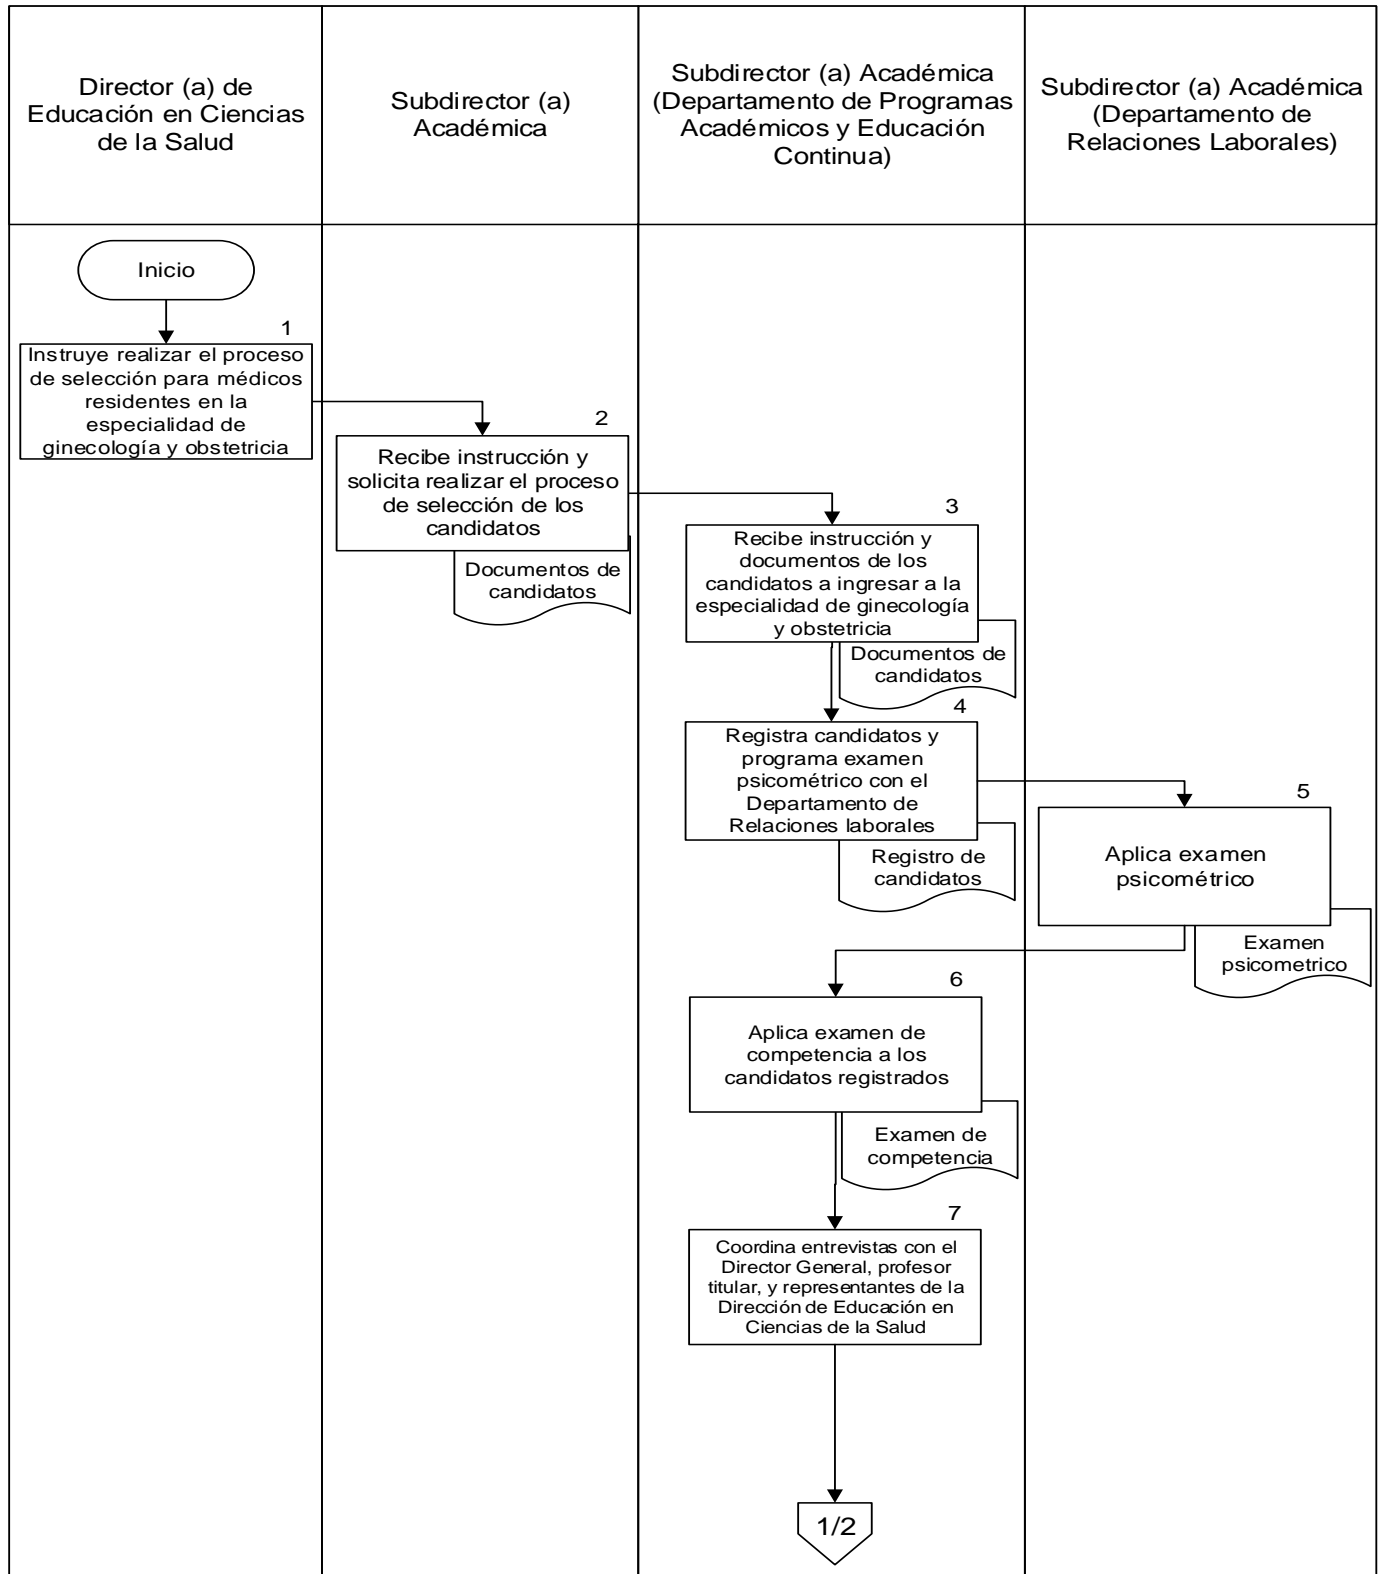 Director (a) de
Educación en Ciencias
de la Salud
Subdirector (a)
Académica
Subdirector (a) Académica
(Departamento de Programas
Académicos y Educación
Continua)
Subdirector (a) Académica
(Departamento de
Relaciones Laborales)
Inicio
1
Instruye realizar el proceso
de selección para médicos
residentes en la
especialidad de
ginecología y obstetricia
2
Recibe instrucción y
solicita realizar el proceso
de selección de los
candidatos
Documentos de
candidatos
3
Recibe instrucción y
documentos de los
candidatos a ingresar a la
especialidad de ginecología
y obstetricia
Documentos de
candidatos
4
Registra candidatos y
programa examen
psicométrico con el
Departamento de
Relaciones laborales
Registro de
candidatos
5
Aplica examen
psicométrico
Examen
psicometrico
6
Aplica examen de
competencia a los
candidatos registrados
Examen de
competencia
7
Coordina entrevistas con el
Director General, profesor
titular, y representantes de la
Dirección de Educación en
Ciencias de la Salud
1/2